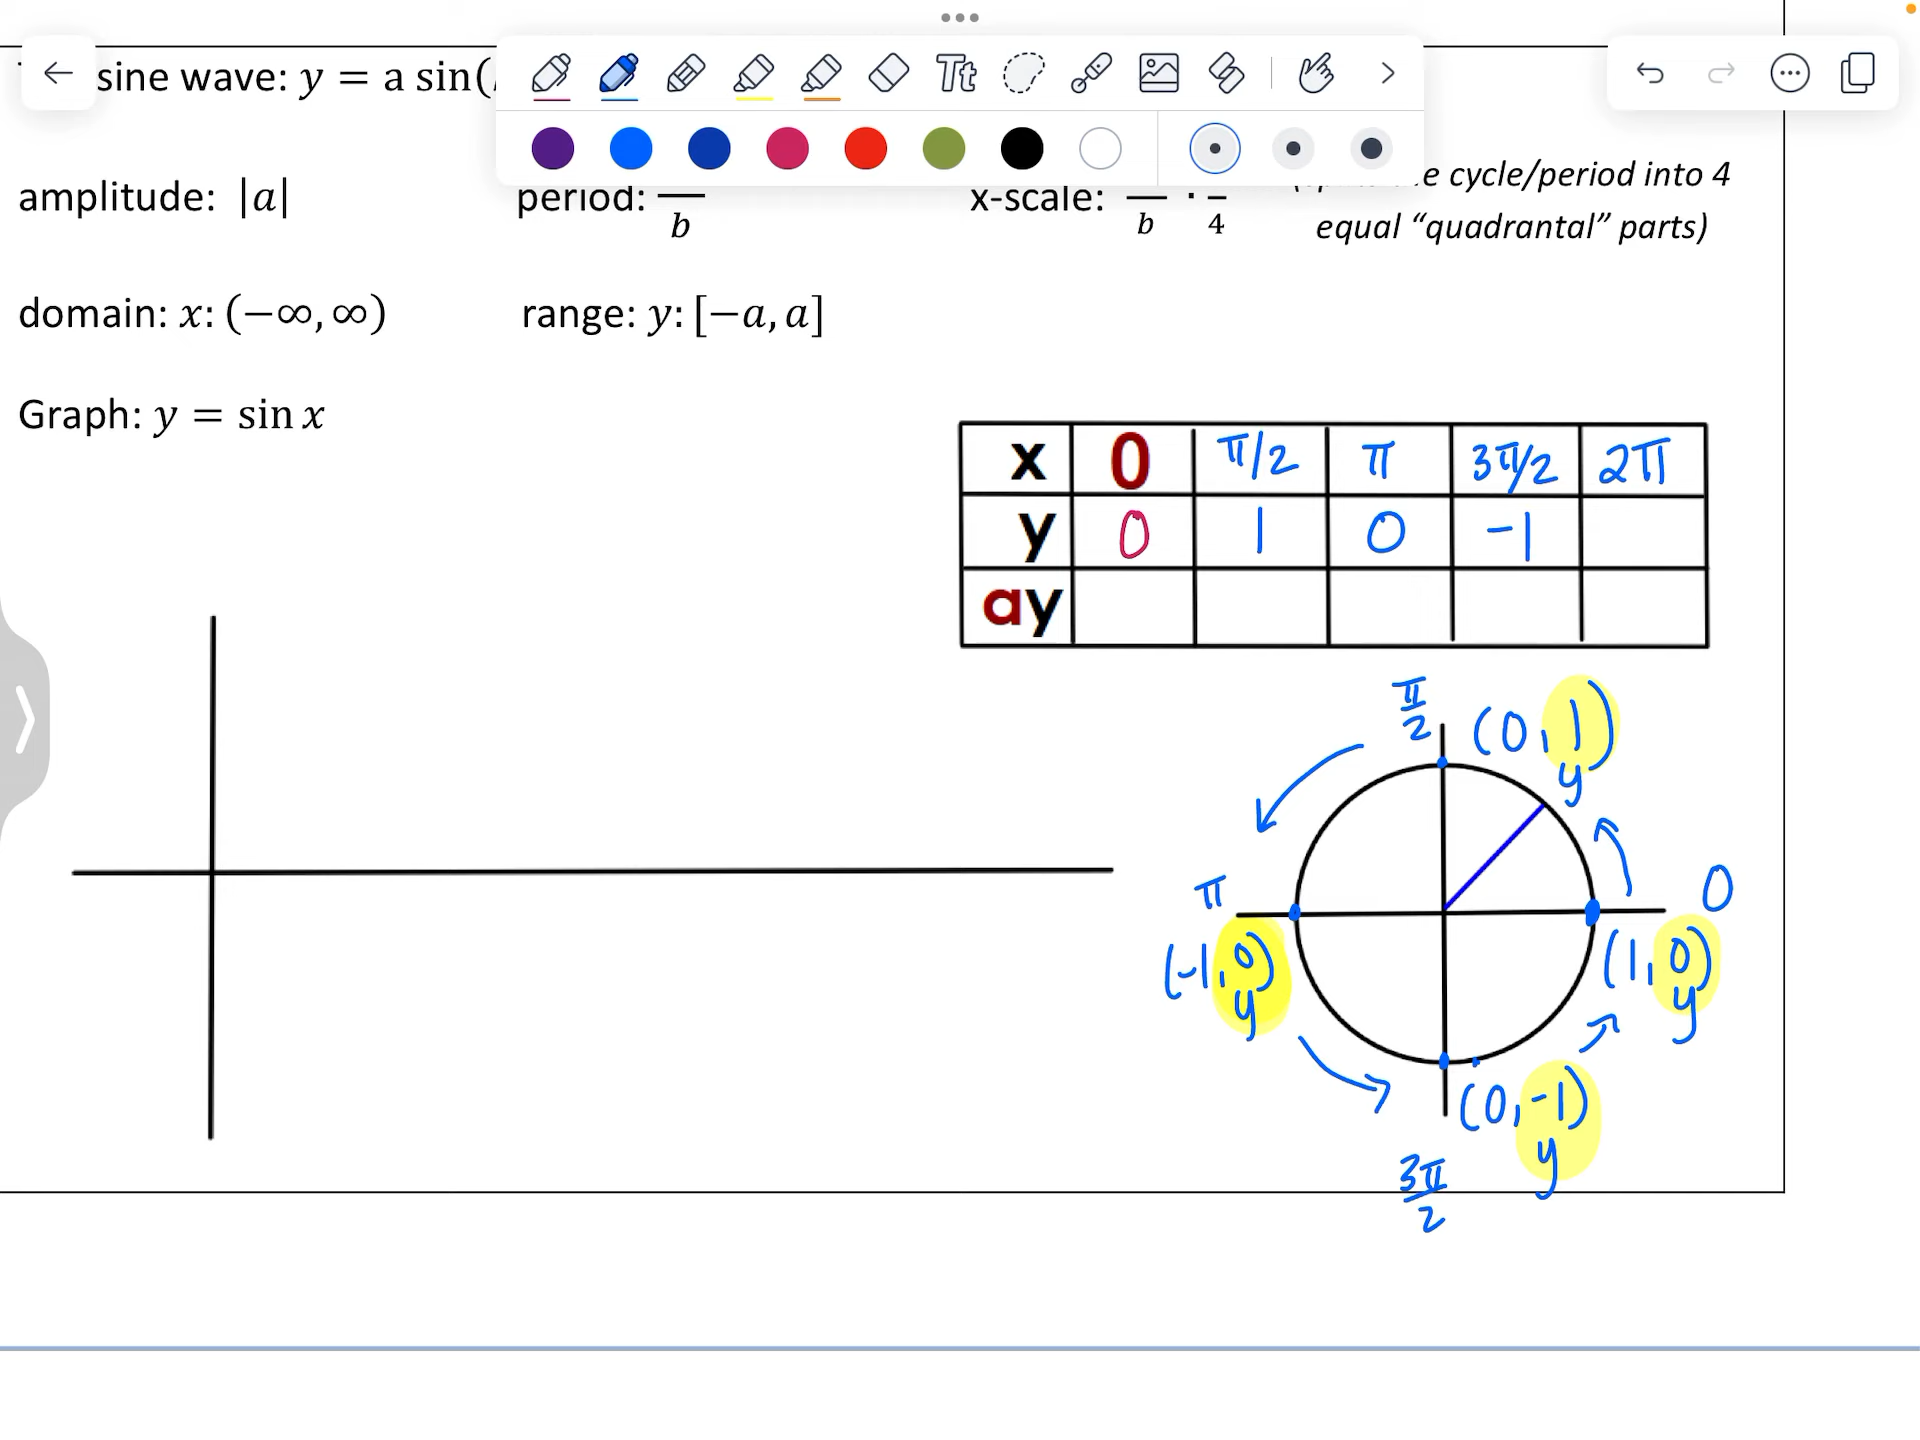 sine wave: y = a sin(
Tt
amplitude: |a|
period: — b
x-scale: — b · — 4
e cycle/period into 4
equal “quadrantal” parts)
domain: x: (−∞, ∞)
range: y: [−a, a]
Graph: y = sin x
x 0 π/2 π 3π/2 2π
y 0 1 0 -1
ay
π/2
(0, 1)
y
π
0
(-1, 0)
y
(1, 0)
y
(0, -1)
y
3π/2